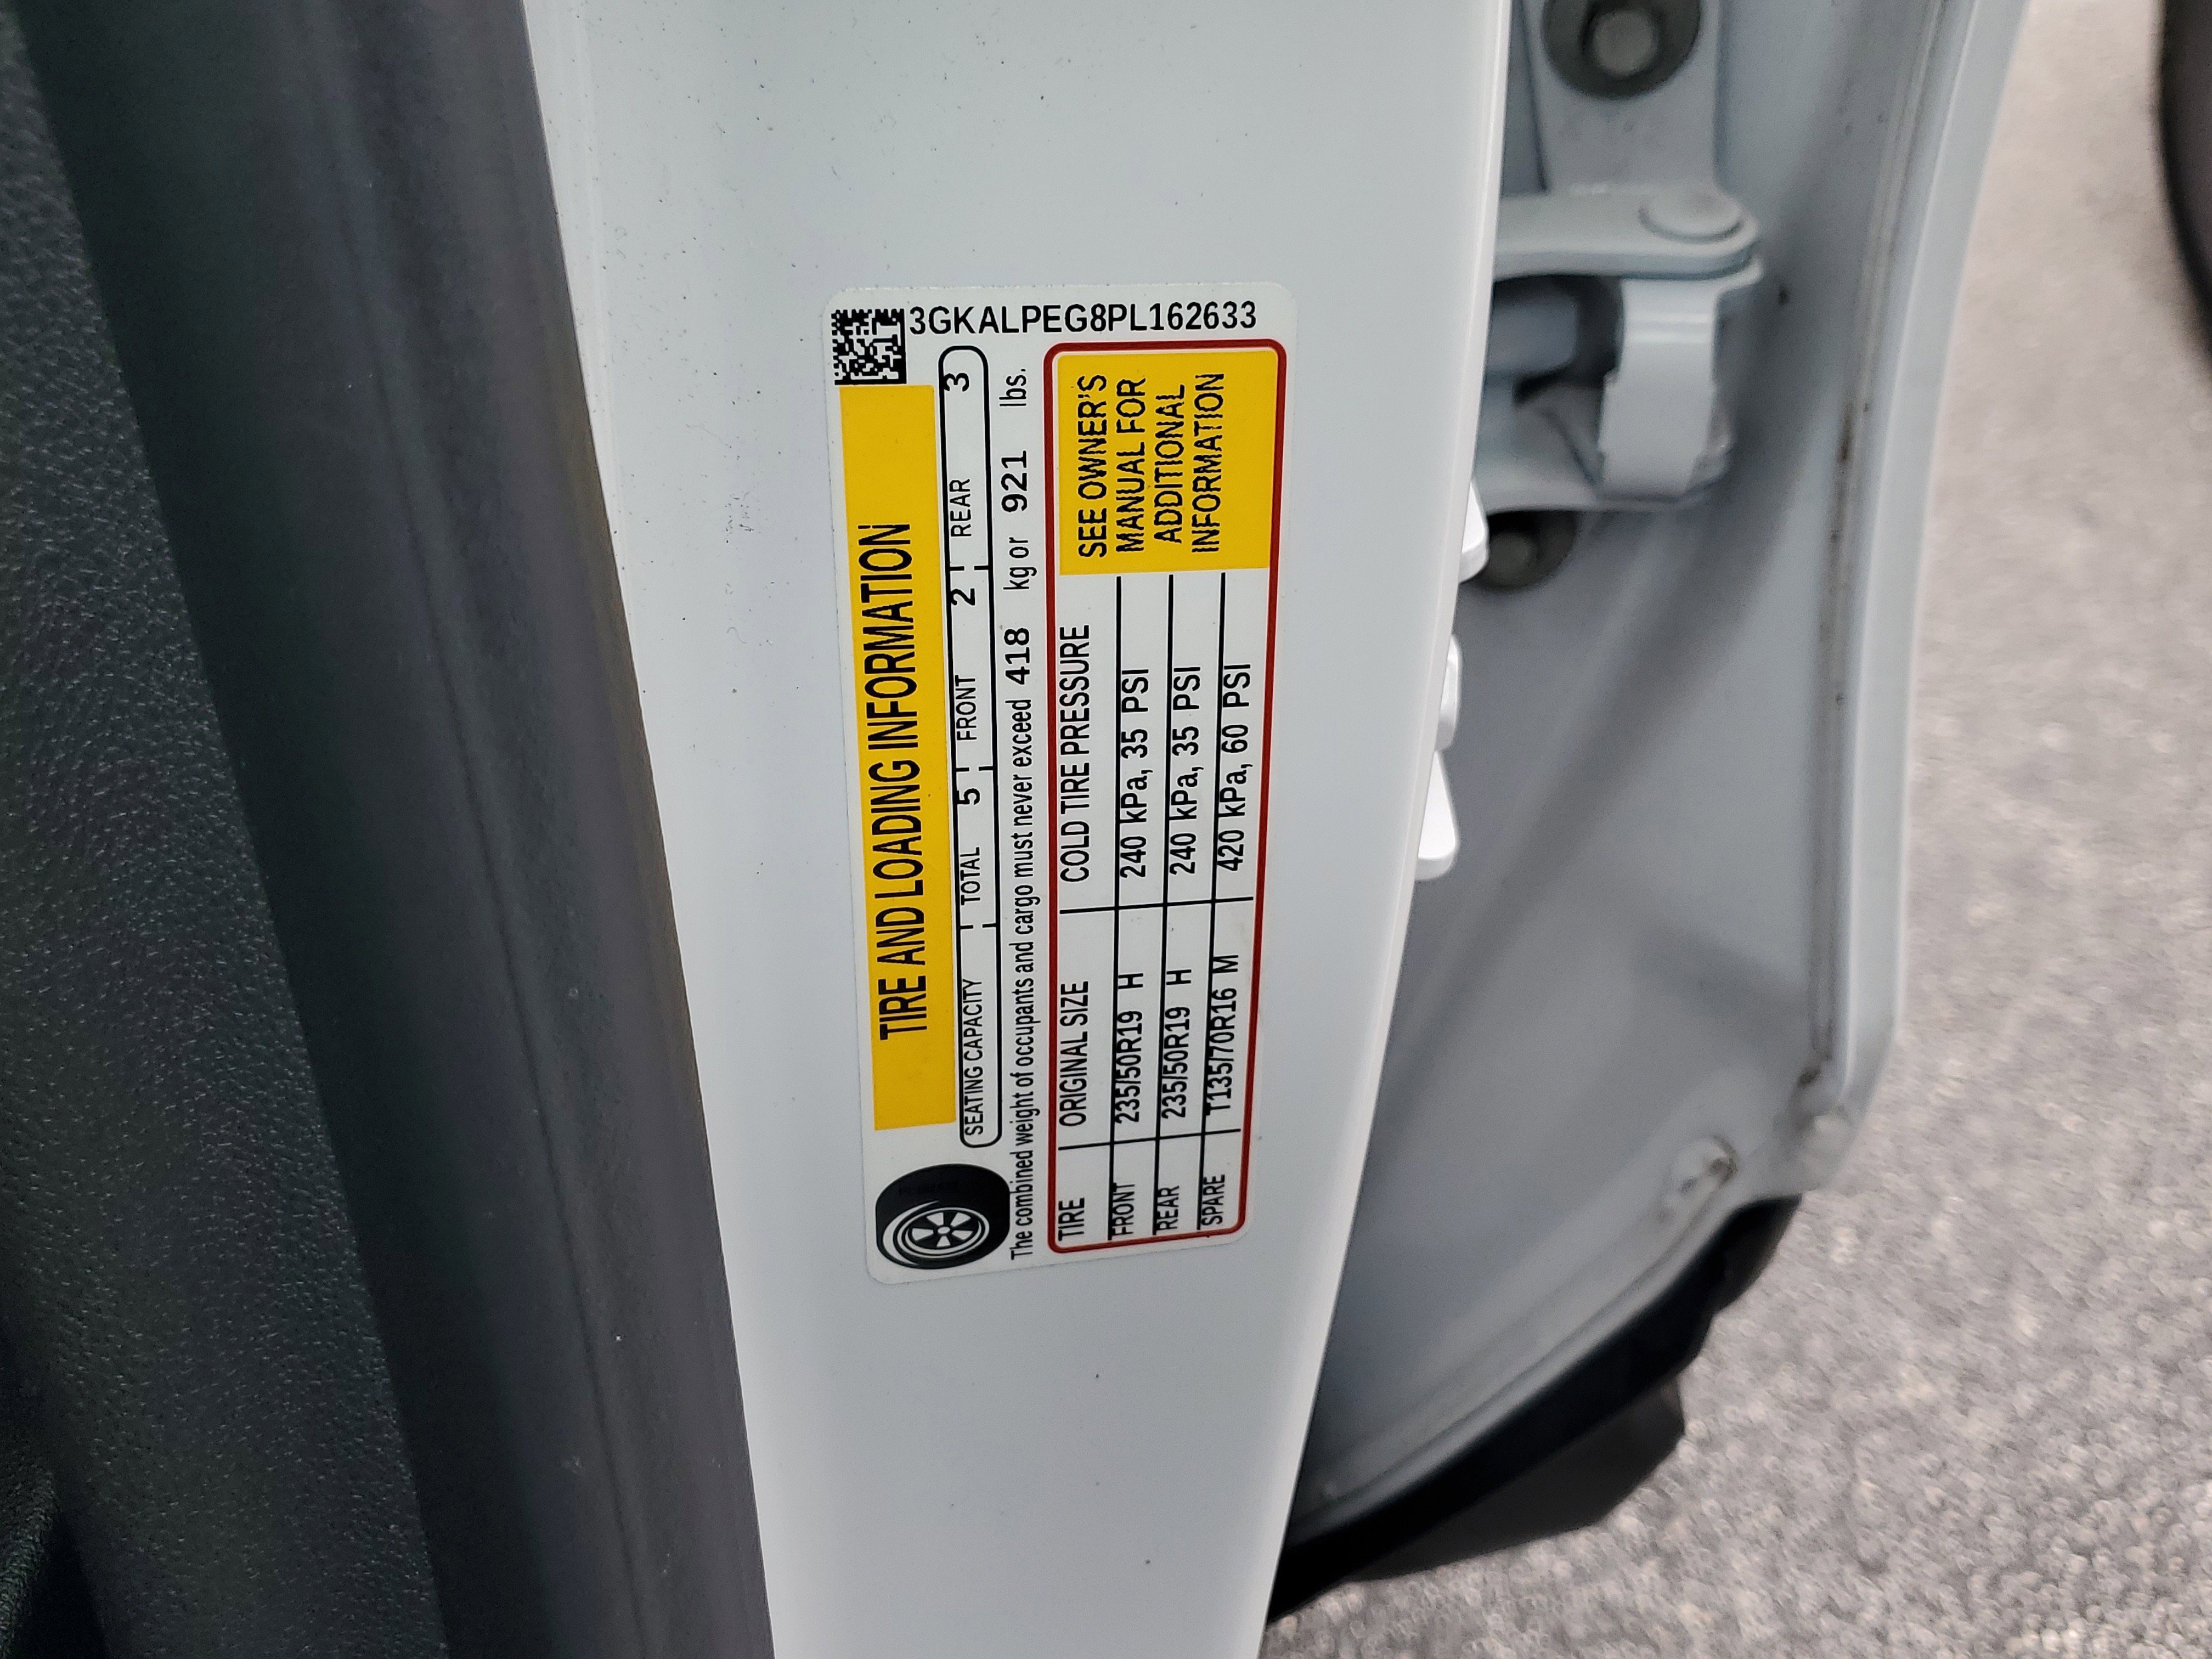 3GKALPEG8PL162633
TIRE AND LOADING INFORMATION
SEATING CAPACITY TOTAL 5 FRONT 2 REAR 3
The combined weight of occupants and cargo must never exceed 418 kg or 921 lbs.
TIRE ORIGINAL SIZE COLD TIRE PRESSURE
FRONT 235/50R19 H 240 kPa, 35 PSI
REAR 235/50R19 H 240 kPa, 35 PSI
SPARE T135/70R16 M 420 kPa, 60 PSI
SEE OWNER'S
MANUAL FOR
ADDITIONAL
INFORMATION